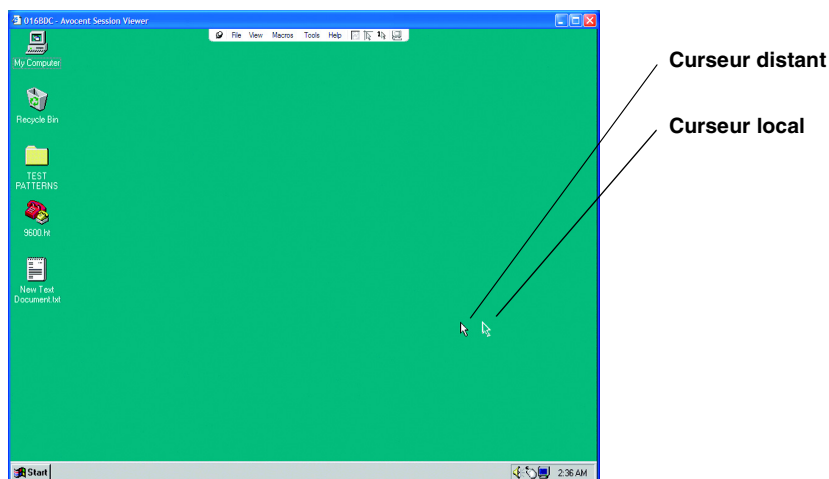 016BDC - Avocent Session Viewer
File View Macros Tools Help
My Computer
Recycle Bin
TEST
PATTERNS
9600.ht
New Text
Document.txt
Curseur distant
Curseur local
Start
2:36 AM